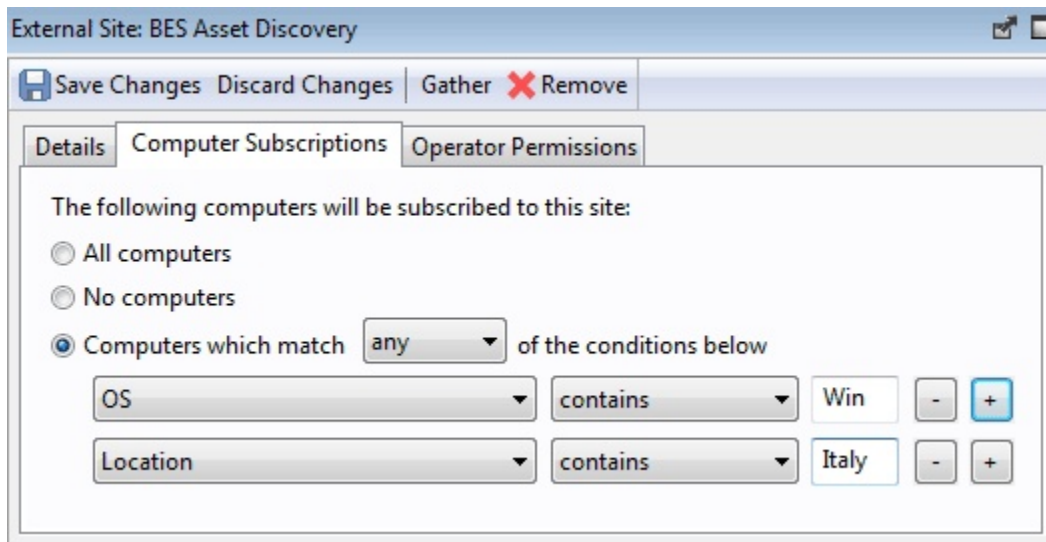 External Site: BES Asset Discovery
Save Changes Discard Changes Gather Remove
Details Computer Subscriptions Operator Permissions
The following computers will be subscribed to this site:
All computers
No computers
Computers which match any of the conditions below
OS contains Win - +
Location contains Italy - +